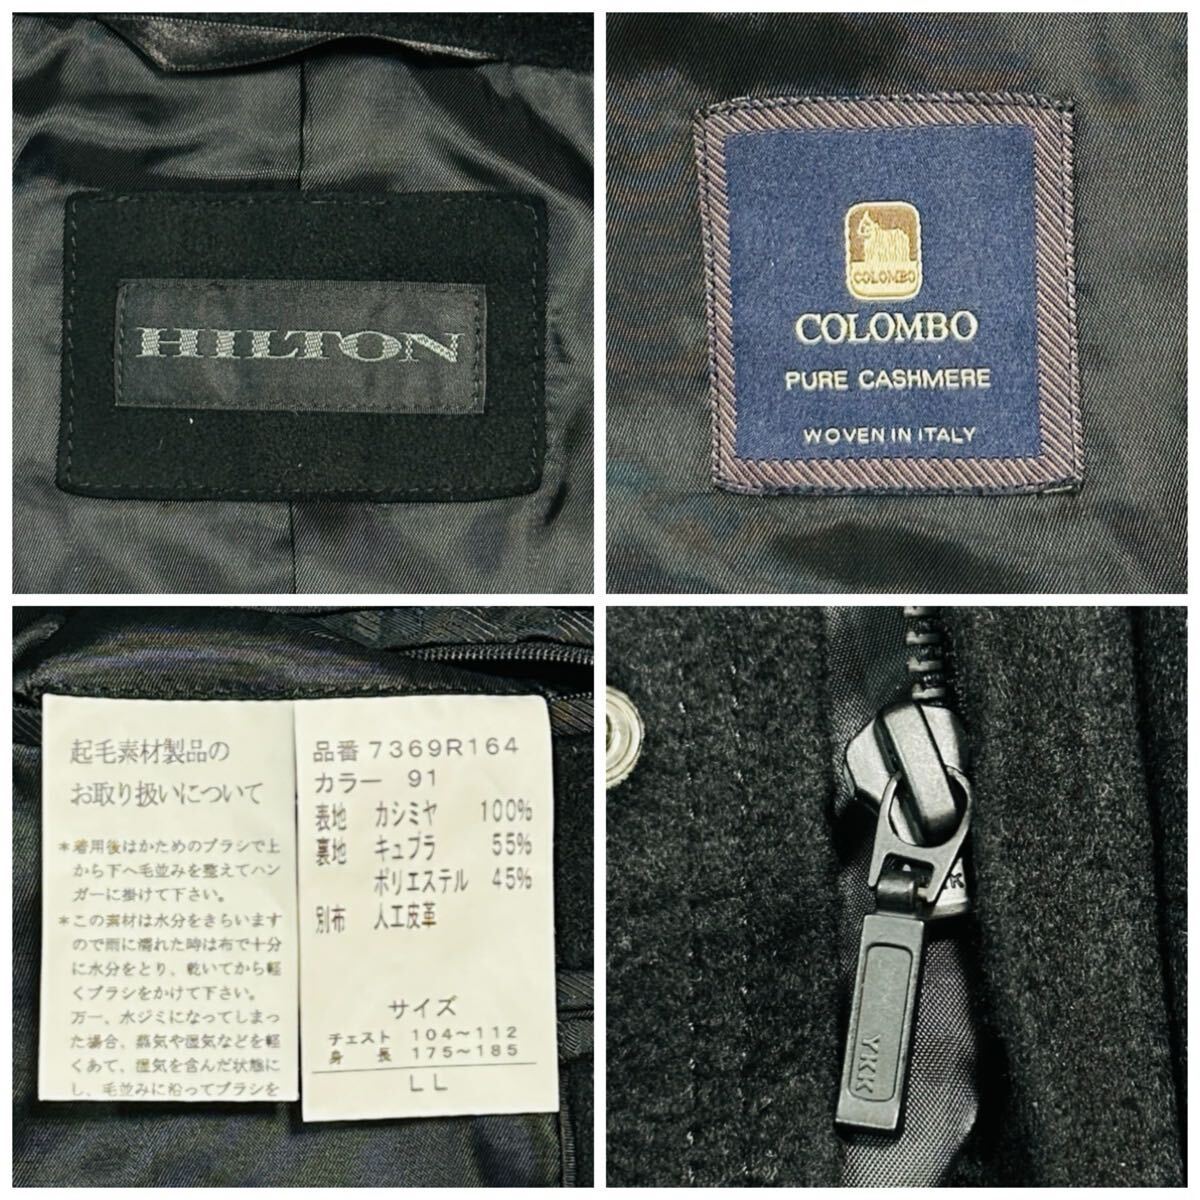 HILTON
COLOMBO
COLOMBO
PURE CASHMERE
WOVEN IN ITALY
起毛素材製品の
お取り扱いについて
*着用後はかためのブラシで上
から下へ毛並みを整えてハン
ガーに掛けて下さい。
*この素材は水分をきらいます
ので雨に濡れた時は布で十分
に水分をとり、乾いてから軽
くブラシをかけて下さい。
万一、水ジミになってしまっ
た場合、蒸気や湿気などを軽
くあて、湿気を含んだ状態に
し、毛並みに沿ってブラシを
品番 7369R164
カラー 91
表地 カシミヤ 100%
裏地 キュプラ 55%
ポリエステル 45%
別布 人工皮革
サイズ
チェスト 104～112
身長 175～185
LL
YKK